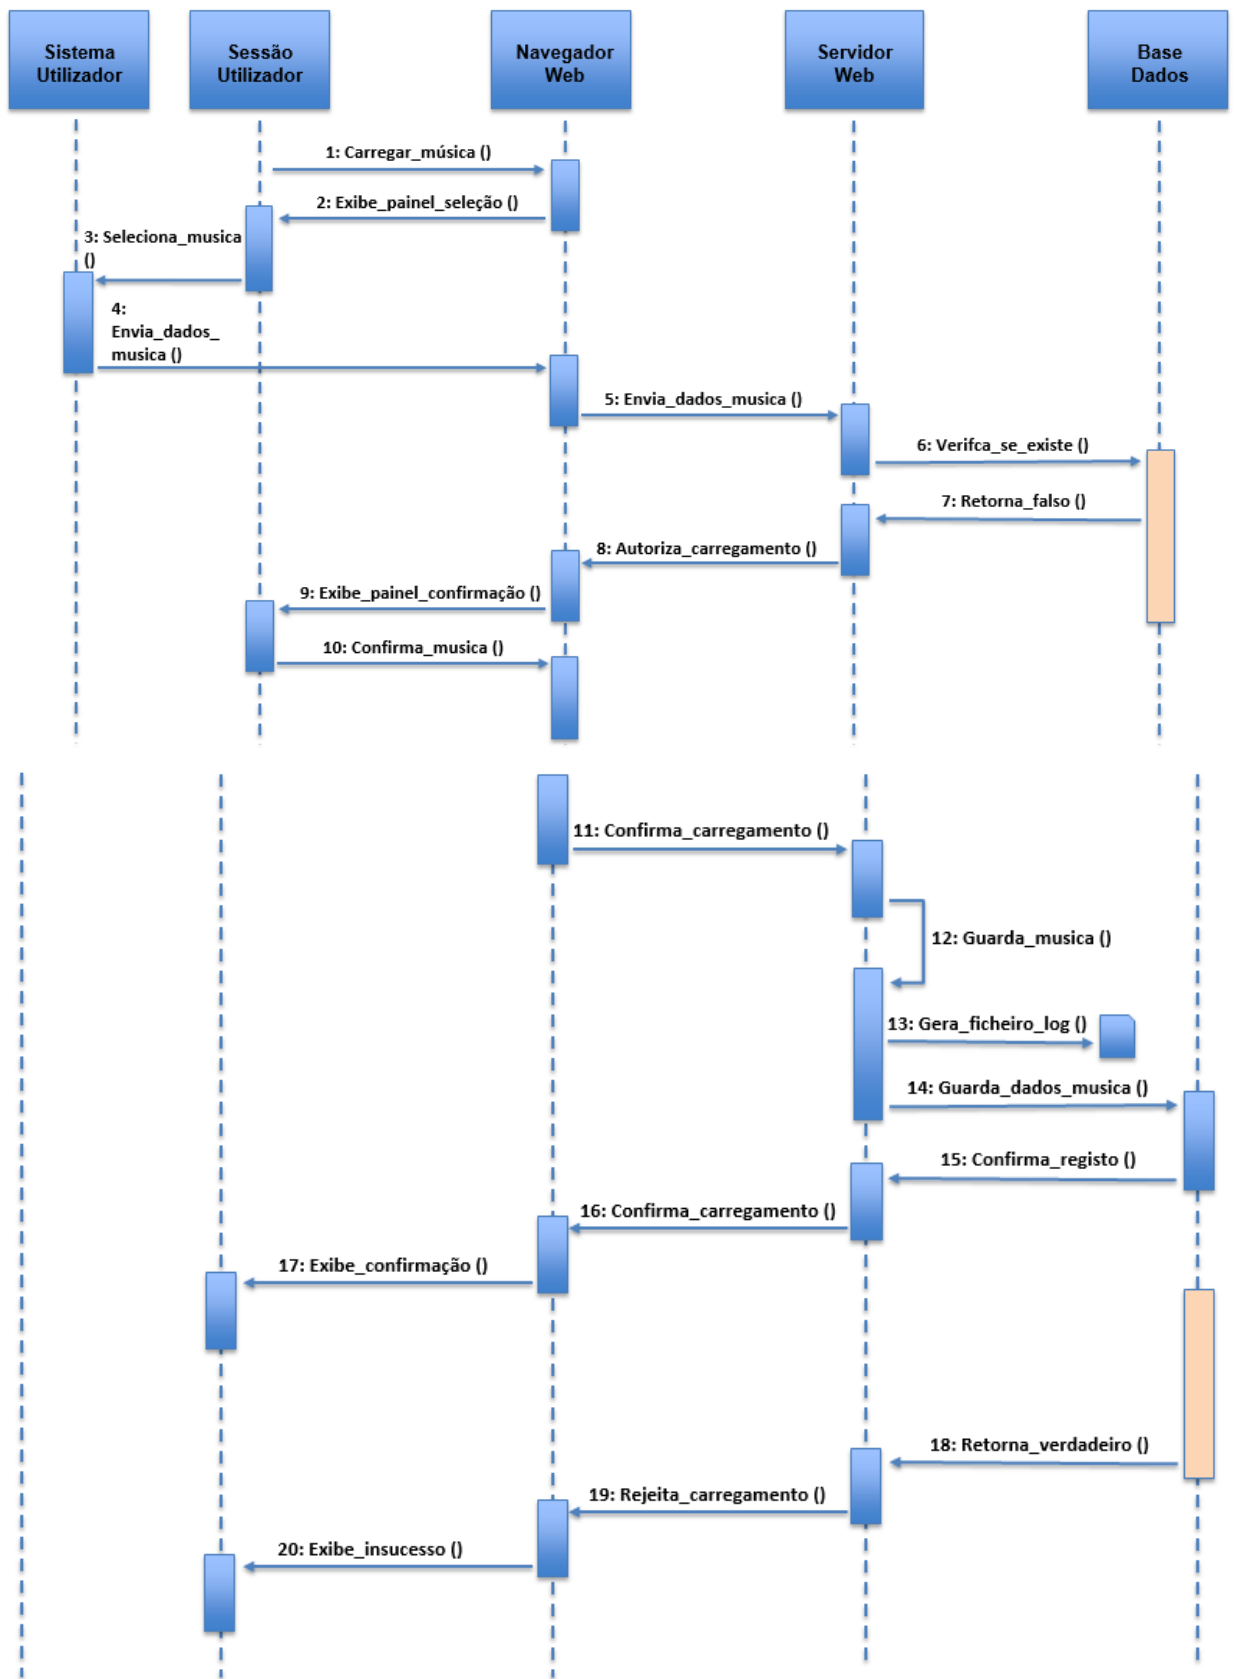 Sistema
Utilizador
Sessão
Utilizador
Navegador
Web
Servidor
Web
Base
Dados
1: Carregar_música ()
2: Exibe_painel_seleção ()
3: Seleciona_musica
()
4:
Envia_dados_
musica ()
5: Envia_dados_musica ()
6: Verifca_se_existe ()
7: Retorna_falso ()
8: Autoriza_carregamento ()
9: Exibe_painel_confirmação ()
10: Confirma_musica ()
11: Confirma_carregamento ()
12: Guarda_musica ()
13: Gera_ficheiro_log ()
14: Guarda_dados_musica ()
15: Confirma_registo ()
16: Confirma_carregamento ()
17: Exibe_confirmação ()
18: Retorna_verdadeiro ()
19: Rejeita_carregamento ()
20: Exibe_insucesso ()